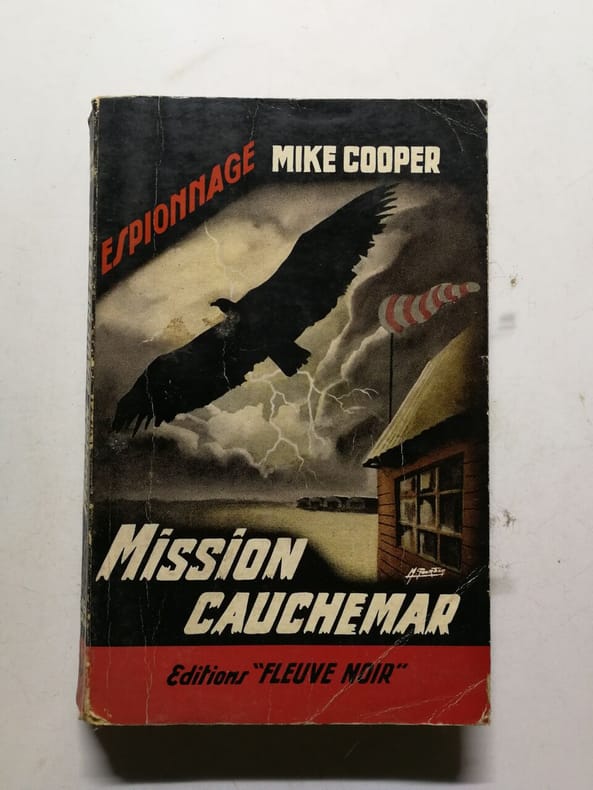 ESPIONNAGE
MIKE COOPER
MISSION
CAUCHEMAR
Editions "FLEUVE NOIR"